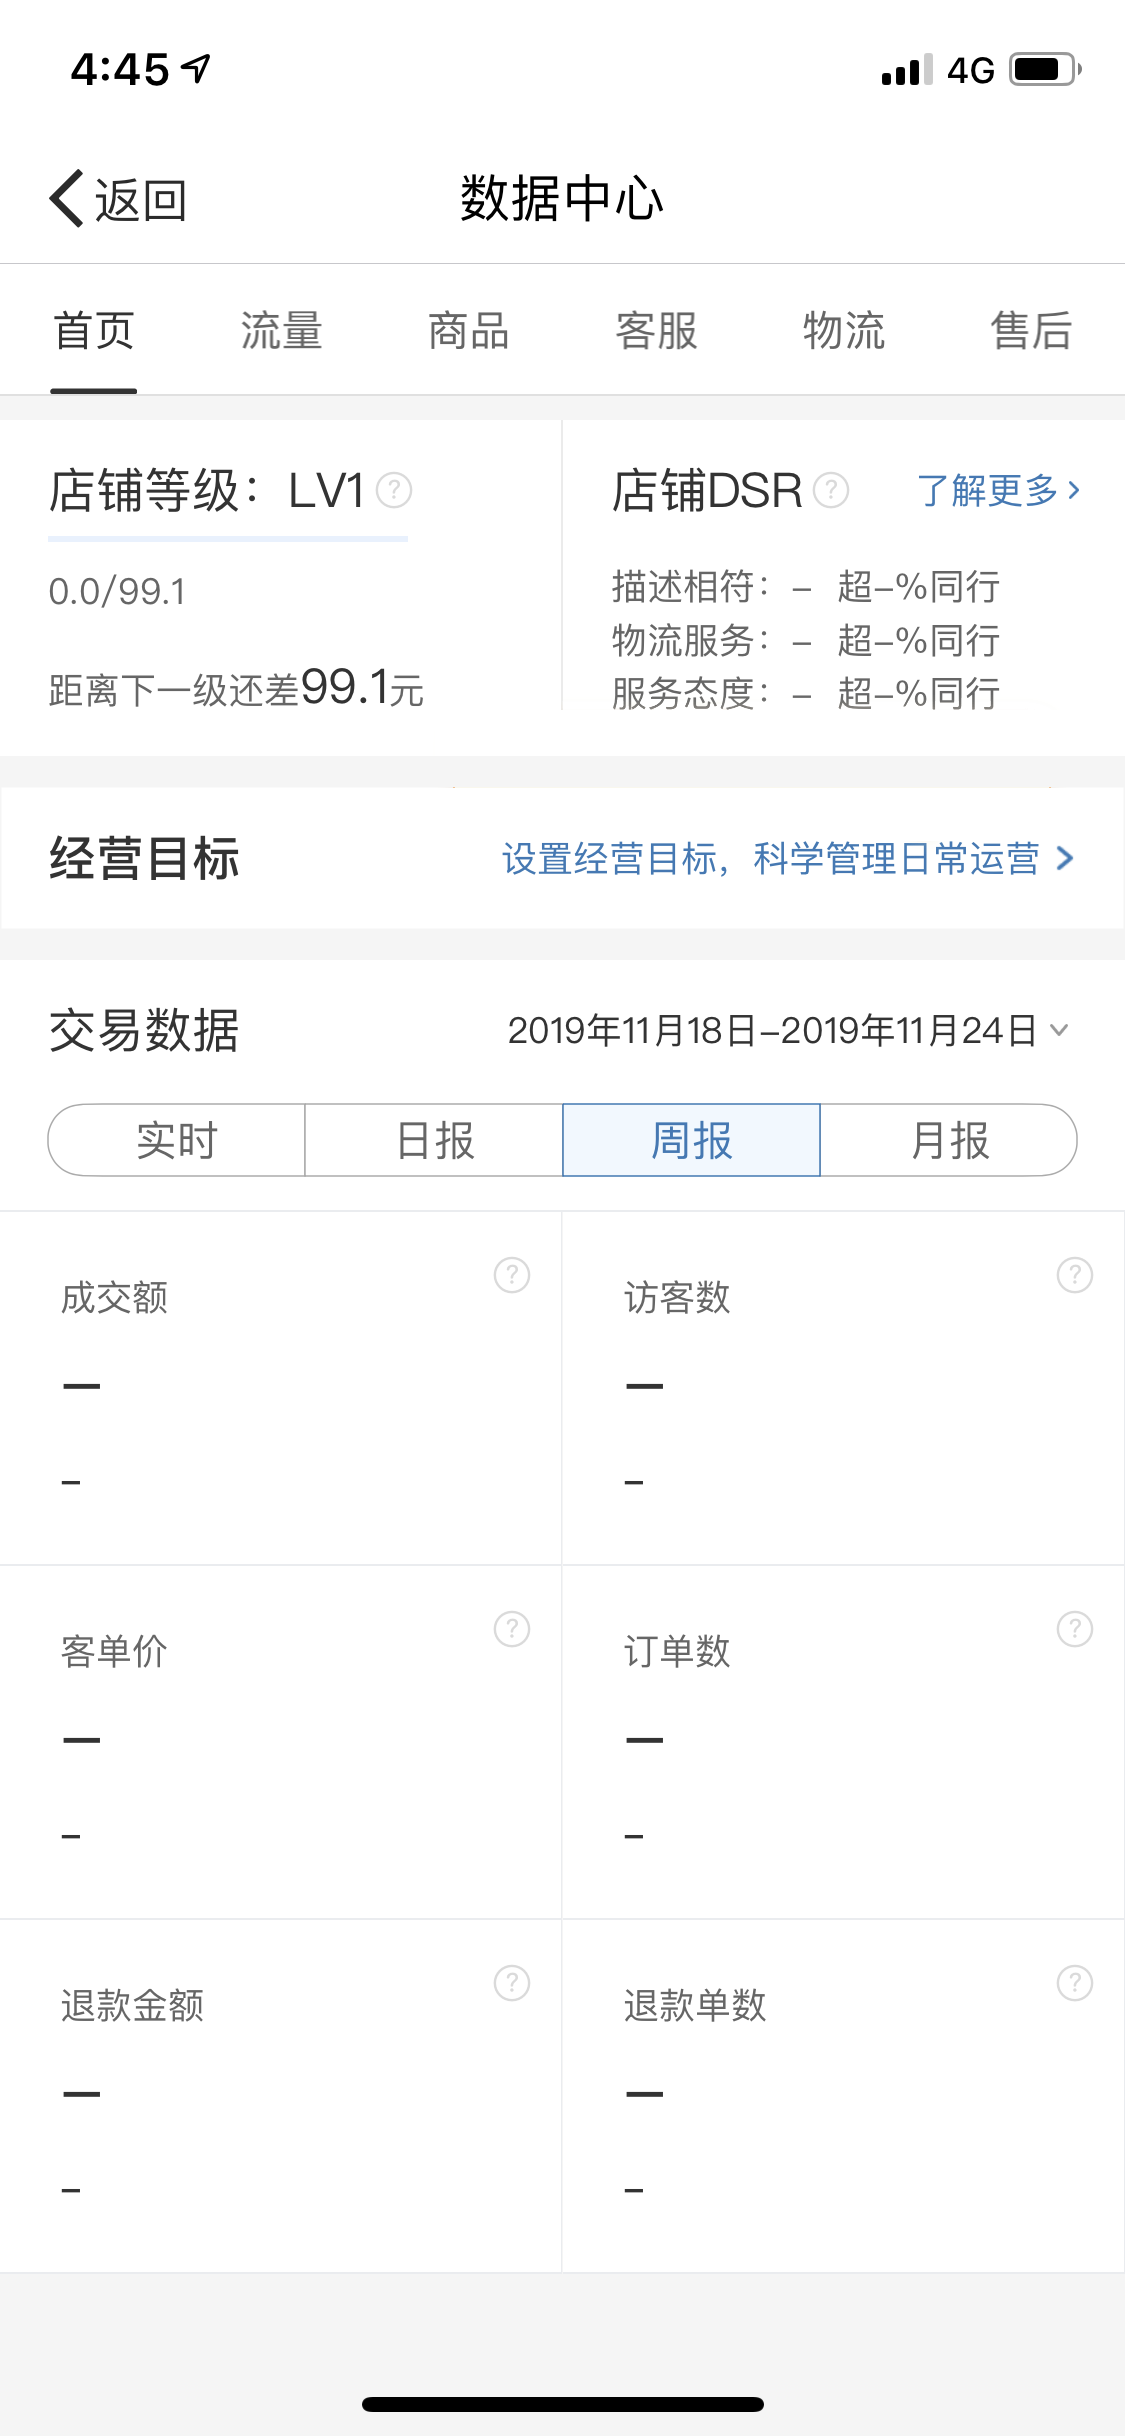 4:45 4G
返回 数据中心
首页 流量 商品 客服 物流 售后
店铺等级：LV1 ?
0.0/99.1
距离下一级还差99.1元
店铺DSR ? 了解更多 >
描述相符：- 超-%同行
物流服务：- 超-%同行
服务态度：- 超-%同行
经营目标 设置经营目标，科学管理日常运营 >
交易数据 2019年11月18日-2019年11月24日
实时 日报 周报 月报
成交额 ? 访客数 ?
— —
- -
客单价 ? 订单数 ?
— —
- -
退款金额 ? 退款单数 ?
— —
- -